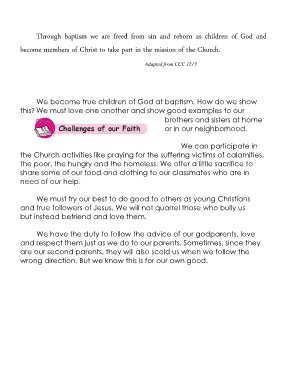 Through baptism we are freed from sin and reborn as children of God and
become members of Christ to take part in the mission of the Church.
Adapted from CCC 1213
We become true children of God at baptism. How do we show
this? We must love one another and show good examples to our
brothers and sisters at home
Challenges of our Faith
or in our neighborhood.
We can participate in
the Church activities like praying for the suffering victims of calamities,
the poor, the hungry and the homeless. We offer a little sacrifice to
share some of our food and clothing to our classmates who are in
need of our help.
We must try our best to do good to others as young Christians
and true followers of Jesus. We will not quarrel those who bully us
but instead befriend and love them.
We have the duty to follow the advice of our godparents, love
and respect them just as we do to our parents. Sometimes, since they
are our second parents, they will also scold us when we follow the
wrong direction. But we know this is for our own good.